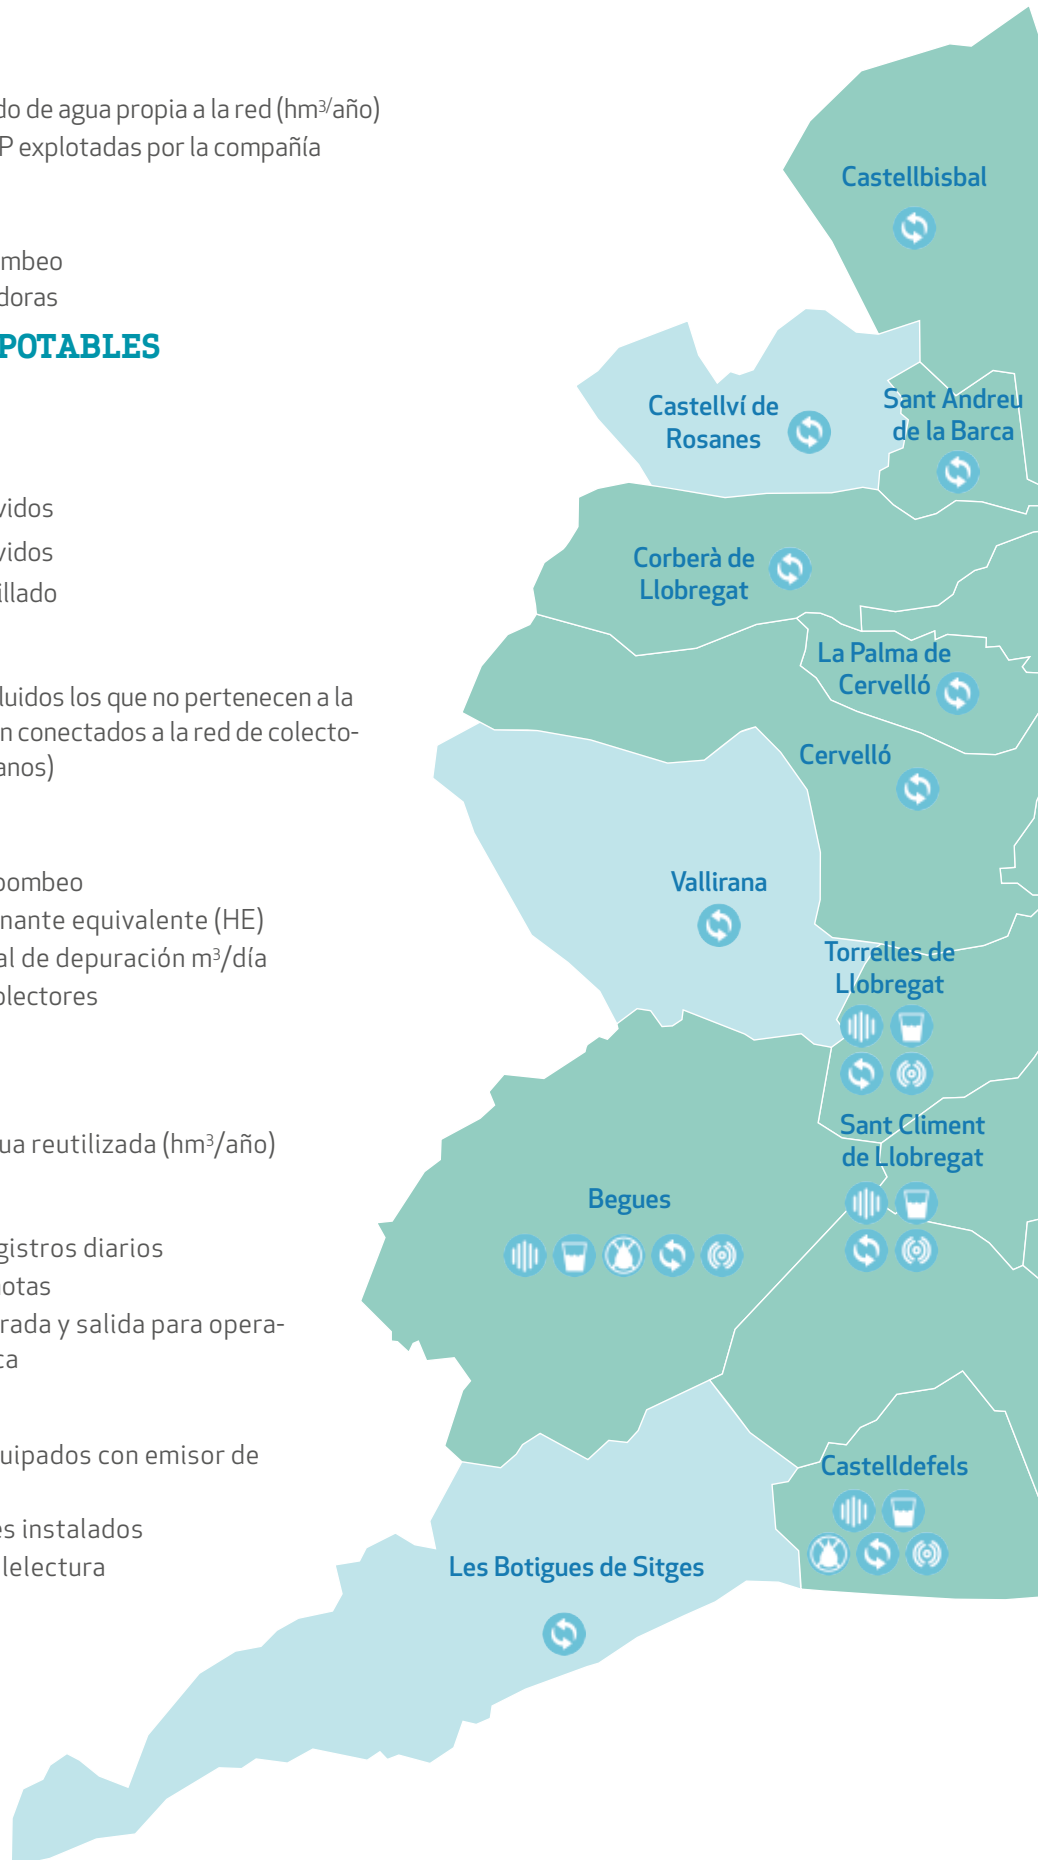 do de agua propia a la red (hm³/año)
P explotadas por la compañía
mbeo
doras
POTABLES
vidos
vidos
illado
luidos los que no pertenecen a la
n conectados a la red de colecto-
anos)
bombeo
nante equivalente (HE)
al de depuración m³/día
olectores
ua reutilizada (hm³/año)
gistros diarios
notas
rada y salida para opera-
ca
uipados con emisor de
es instalados
lelectura
Castellbisbal
Castellví de
Rosanes
Sant Andreu
de la Barca
Corberà de
Llobregat
La Palma de
Cervelló
Cervelló
Vallirana
Torrelles de
Llobregat
Sant Climent
de Llobregat
Begues
Castelldefels
Les Botigues de Sitges